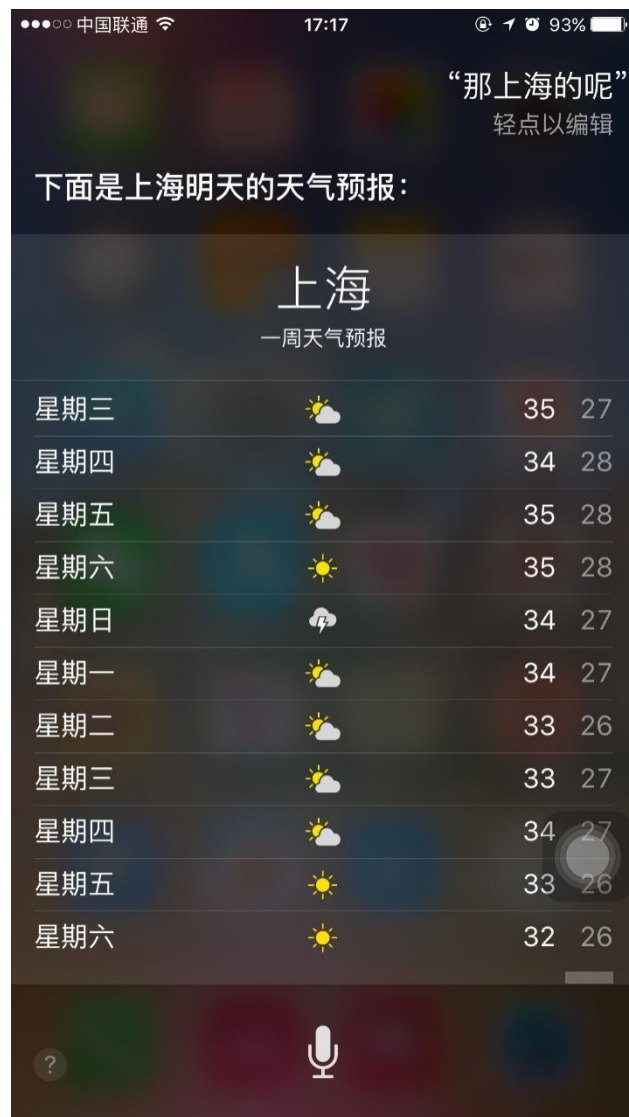 中国联通 17:17 93%
“那上海的呢”
轻点以编辑
下面是上海明天的天气预报：
上海
一周天气预报
星期三 35 27
星期四 34 28
星期五 35 28
星期六 35 28
星期日 34 27
星期一 34 27
星期二 33 26
星期三 33 27
星期四 34 27
星期五 33 26
星期六 32 26
?